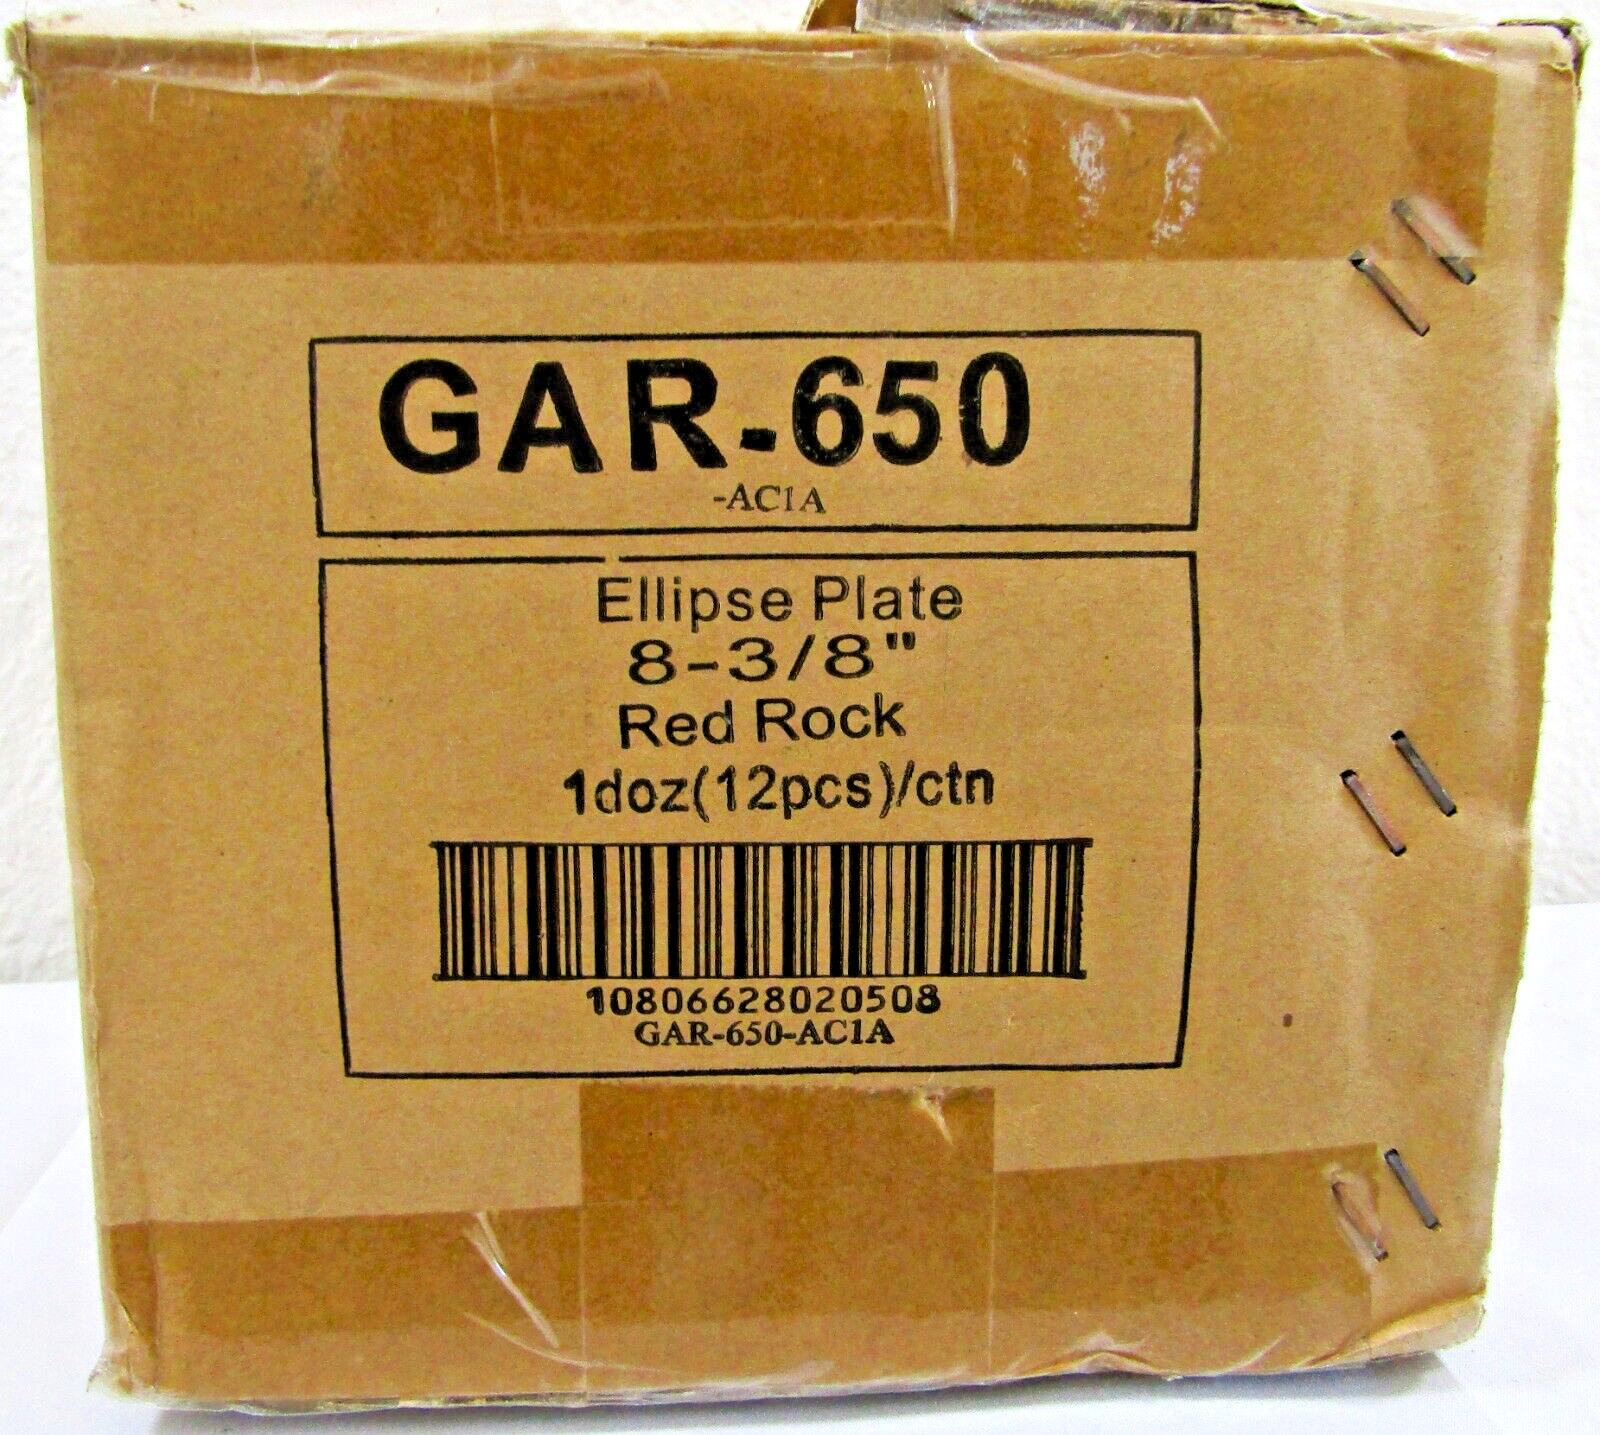 GAR-650
-AC1A
Ellipse Plate
8-3/8"
Red Rock
1doz(12pcs)/ctn
10806628020508
GAR-650-AC1A